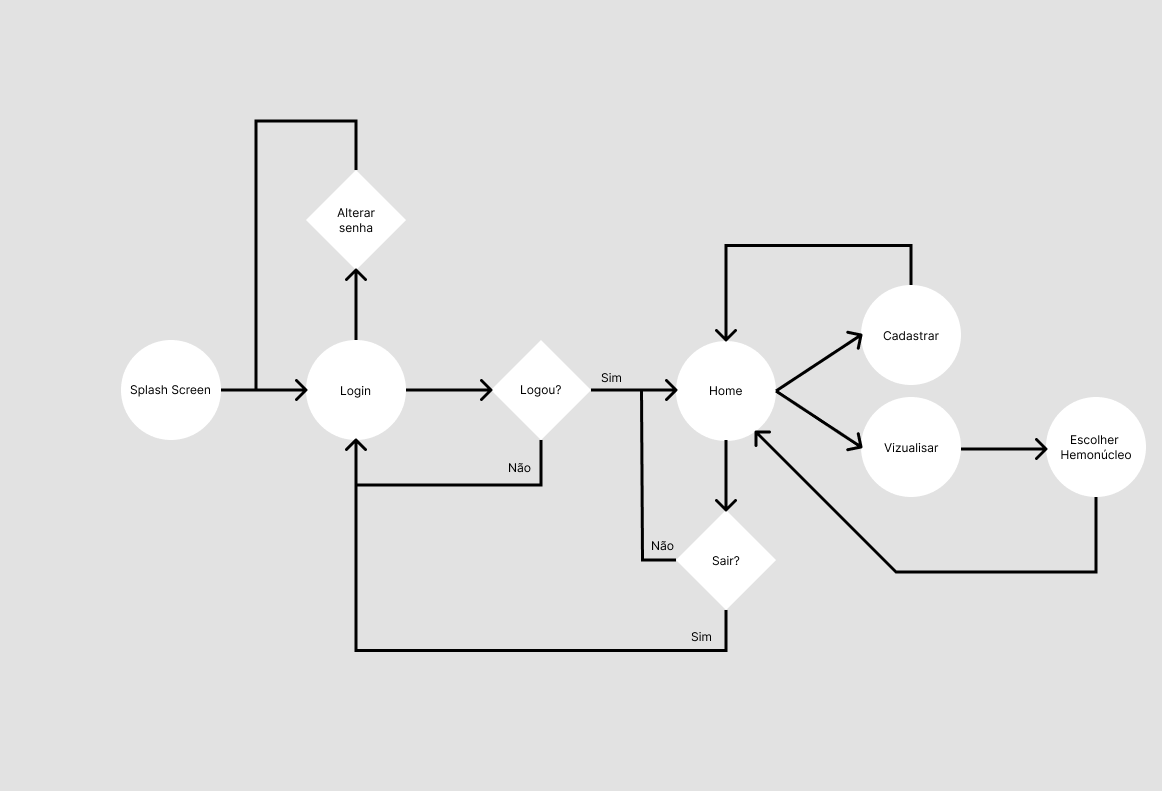 Alterar
senha
Splash Screen
Login
Logou?
Sim
Não
Home
Cadastrar
Vizualisar
Escolher
Hemonúcleo
Não
Sair?
Sim